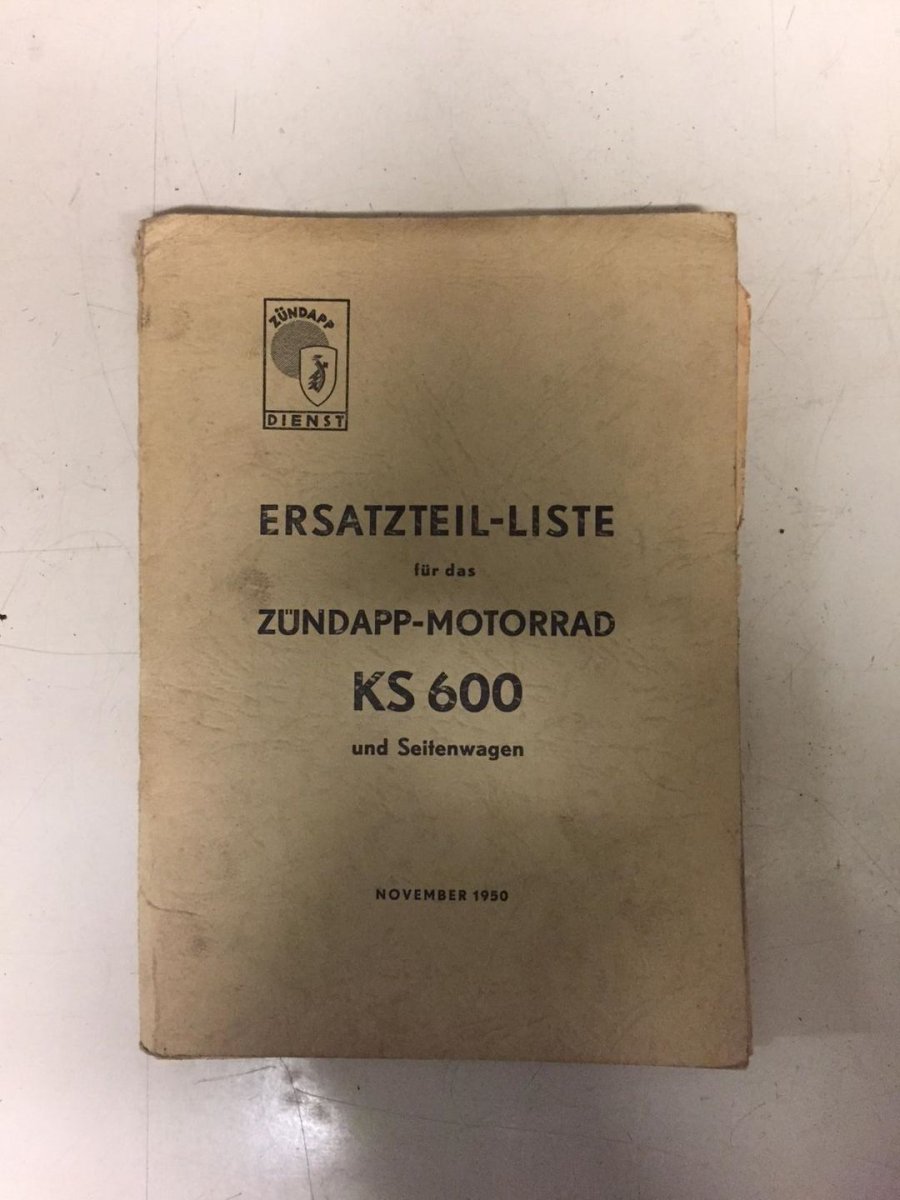 ZÜNDAPP
DIENST
ERSATZTEIL-LISTE
für das
ZÜNDAPP-MOTORRAD
KS 600
und Seitenwagen
NOVEMBER 1950